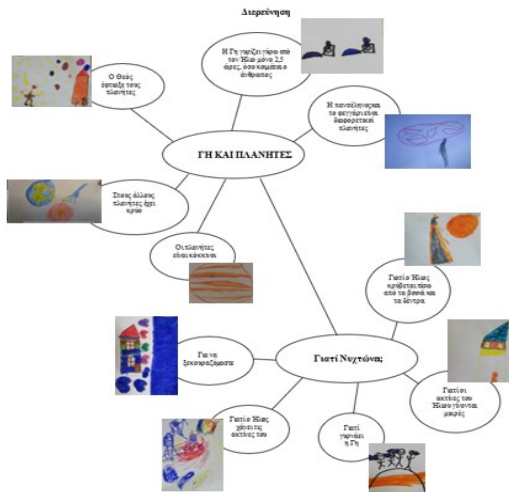 Διερεύνηση
Η Γη γυρίζει γύρω από
τον Ήλιο μόνο 2,5
ώρες, όσο κοιμάται ο
άνθρωπος
Ο Θεός
έφτιαξε τους
πλανήτες
Η πανσέληνος και
το φεγγάρι είναι
διαφορετικοί
πλανήτες
ΓΗ ΚΑΙ ΠΛΑΝΗΤΕΣ
Στους άλλους
πλανήτες έχει
κρύο
Οι πλανήτες
είναι κόκκινοι
Γιατί ο Ήλιος
κρύβεται πίσω
από τα βουνά και
τα δέντρα
Για να
ξεκουραζόμαστε
Γιατί Νυχτώνει;
Γιατί οι
ακτίνες του
Ήλιου γίνονται
μικρές
Γιατί ο Ήλιος
χάνει τις
ακτίνες του
Γιατί
γυρνάει
η Γη